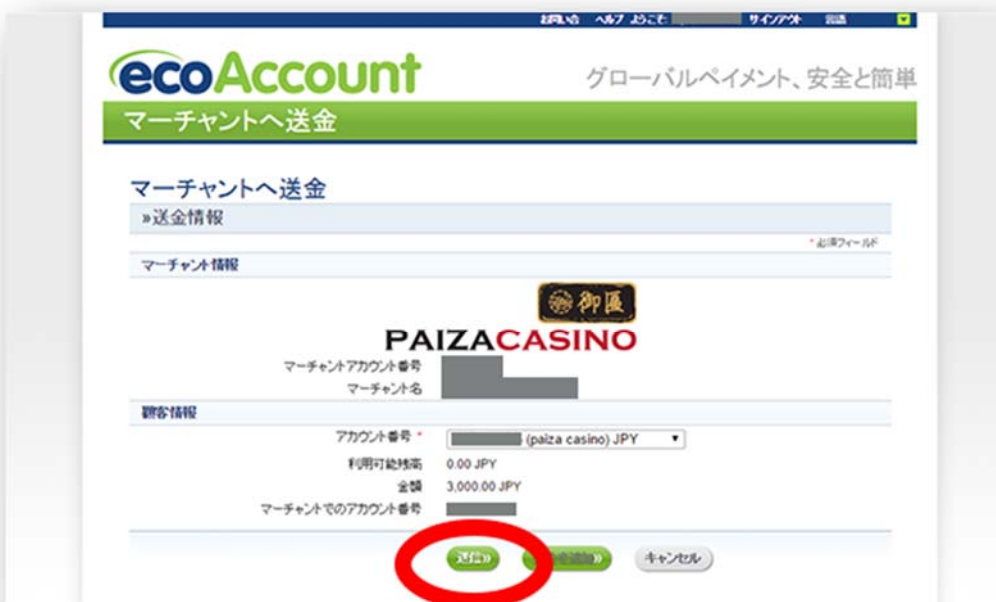 お問い合 ヘルプ ようこそ サインアウト 言語
ecoAccount
グローバルペイメント、安全と簡単
マーチャントへ送金
マーチャントへ送金
»送金情報
* 必須フィールド
マーチャント情報
御匾
PAIZACASINO
マーチャントアカウント番号
マーチャント名
顧客情報
アカウント番号 * (paiza casino) JPY
利用可能残高 0.00 JPY
金額 3,000.00 JPY
マーチャントでのアカウント番号
送信» キャンセル